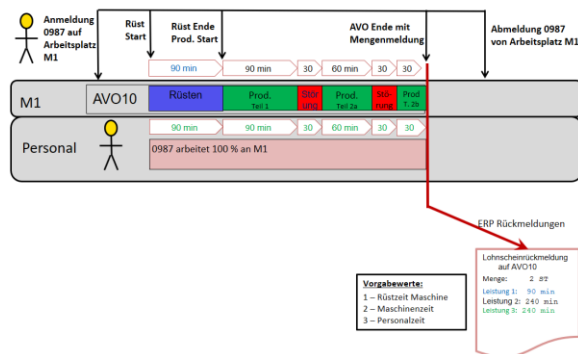 Anmeldung
0987 auf
Arbeitsplatz
M1
Rüst
Start
Rüst Ende
Prod. Start
AVO Ende mit
Mengenmeldung
Abmeldung 0987
von Arbeitsplatz M1
90 min
90 min
30
60 min
30
30
M1
AVO10
Rüsten
Prod.
Teil 1
Stör
ung
Prod.
Teil 2a
Stö-
rung
Prod
T. 2b
Personal
90 min
90 min
30
60 min
30
30
0987 arbeitet 100 % an M1
ERP Rückmeldungen
Lohnscheinrückmeldung
auf AVO10
Menge: 2 ST
Leistung 1: 90 min
Leistung 2: 240 min
Leistung 3: 240 min
Vorgabewerte:
1 – Rüstzeit Maschine
2 – Maschinenzeit
3 – Personalzeit